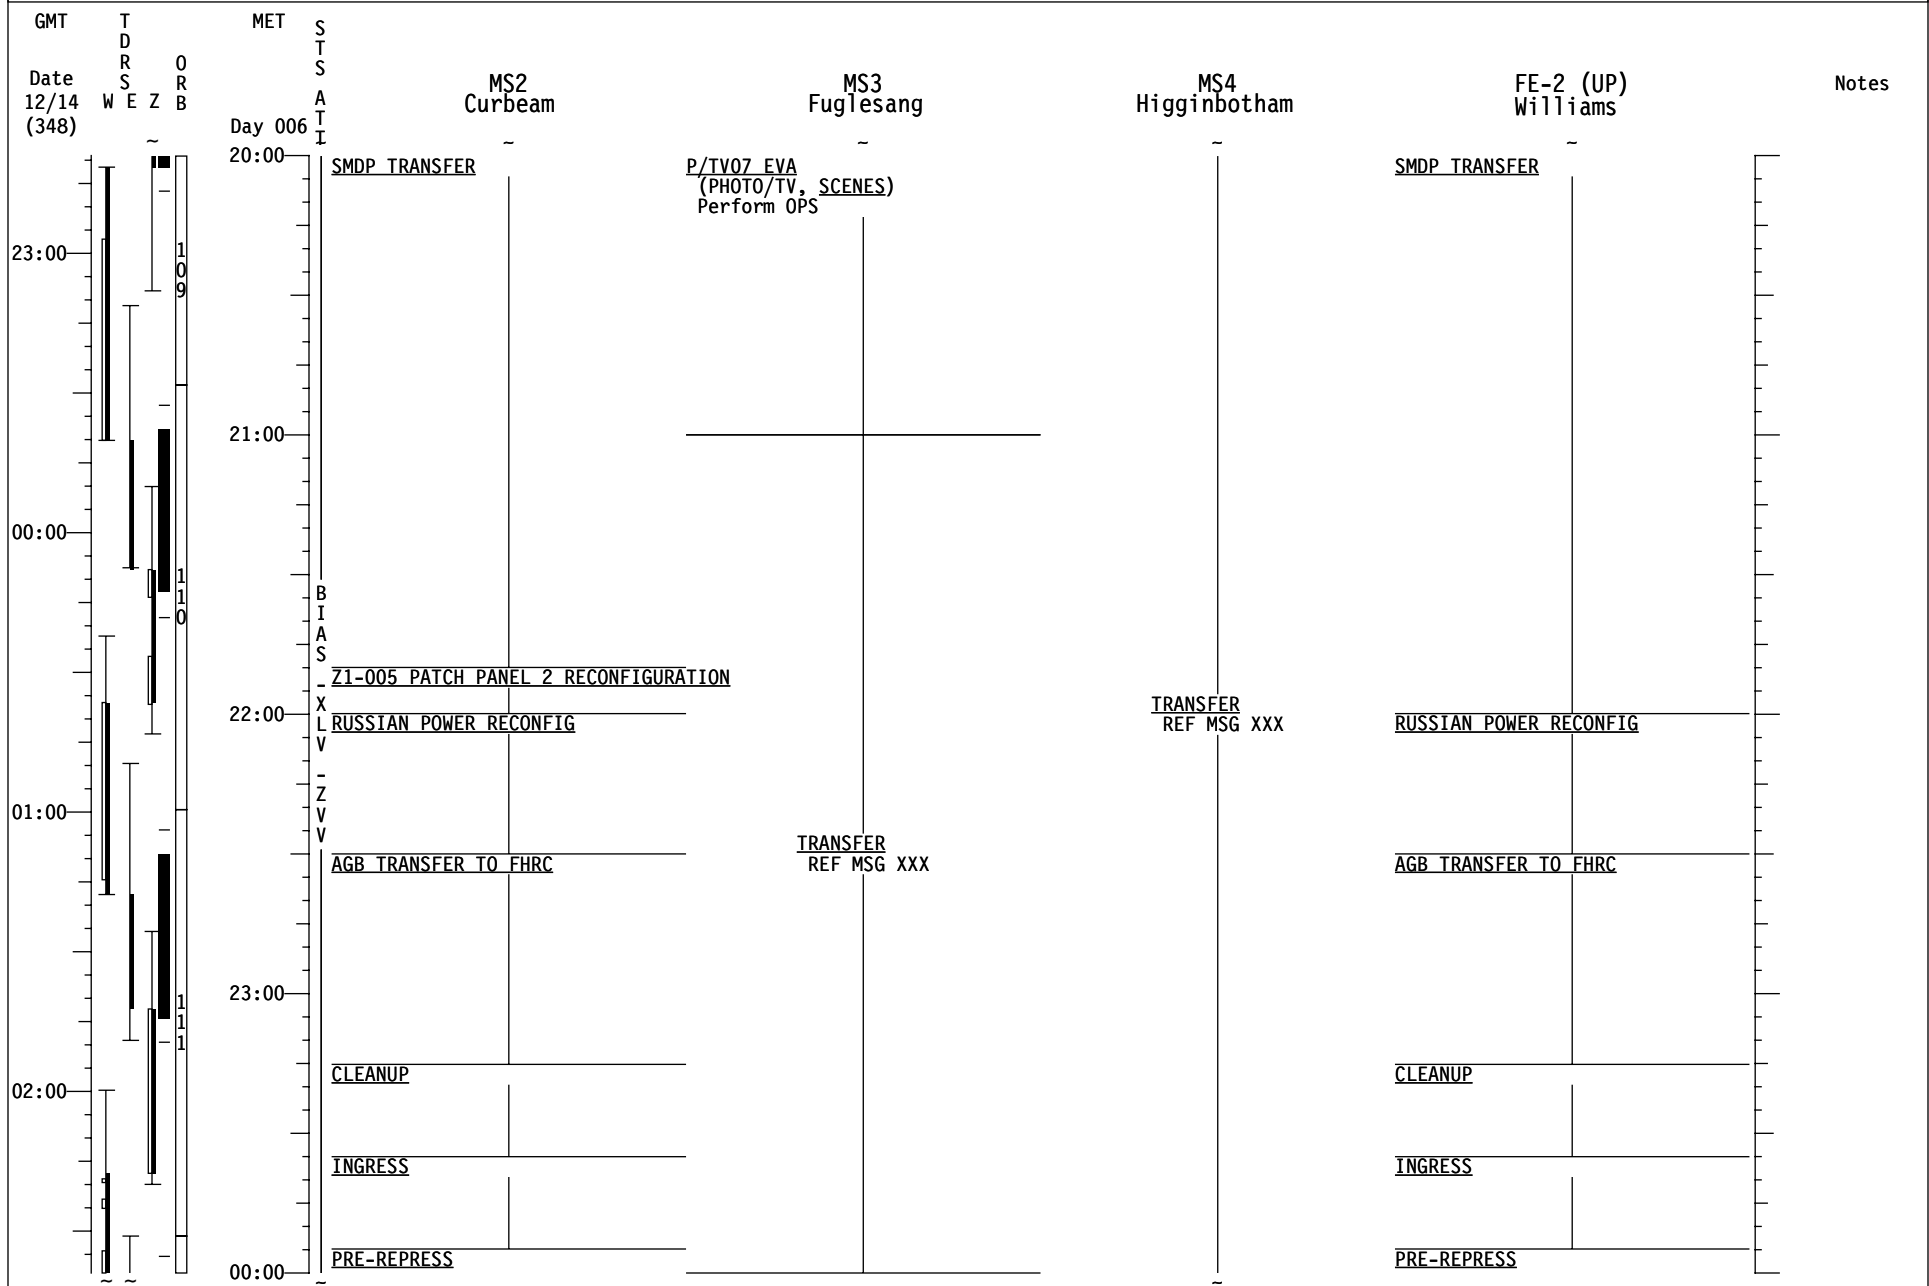 GMT
T
D
R
S
MET
S
T
S
A
T
T
O
R
B
Date
12/14
(348)
W E Z
Day 006
MS2
Curbeam
MS3
Fuglesang
MS4
Higginbotham
FE-2 (UP)
Williams
Notes
~ ~ ~ ~ ~
20:00
SMDP TRANSFER
P/TV07 EVA
(PHOTO/TV, SCENES)
Perform OPS
SMDP TRANSFER
23:00
1
0
9
21:00
00:00
1
1
0
B
I
A
S
-
X
L
V
-
Z
V
V
Z1-005 PATCH PANEL 2 RECONFIGURATION
22:00
RUSSIAN POWER RECONFIG
TRANSFER
REF MSG XXX
RUSSIAN POWER RECONFIG
01:00
AGB TRANSFER TO FHRC
TRANSFER
REF MSG XXX
AGB TRANSFER TO FHRC
23:00
1
1
1
CLEANUP
CLEANUP
02:00
INGRESS
INGRESS
PRE-REPRESS
PRE-REPRESS
00:00
~ ~ ~ ~